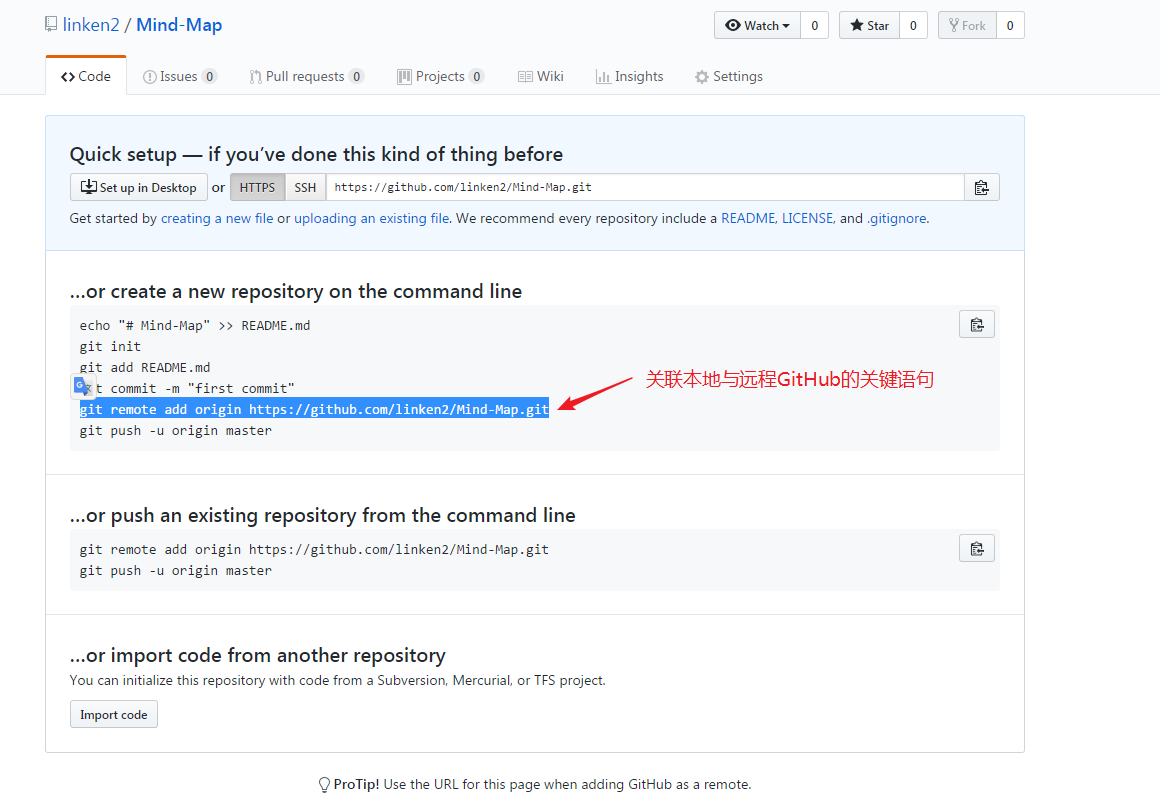 linken2 / Mind-Map
Watch 0 Star 0 Fork 0
Code Issues 0 Pull requests 0 Projects 0 Wiki Insights Settings
Quick setup — if you’ve done this kind of thing before
Set up in Desktop or HTTPS SSH https://github.com/linken2/Mind-Map.git
Get started by creating a new file or uploading an existing file. We recommend every repository include a README, LICENSE, and .gitignore.
…or create a new repository on the command line
echo "# Mind-Map" >> README.md
git init
git add README.md
t commit -m "first commit"
关联本地与远程GitHub的关键语句
git remote add origin https://github.com/linken2/Mind-Map.git
git push -u origin master
…or push an existing repository from the command line
git remote add origin https://github.com/linken2/Mind-Map.git
git push -u origin master
…or import code from another repository
You can initialize this repository with code from a Subversion, Mercurial, or TFS project.
Import code
ProTip! Use the URL for this page when adding GitHub as a remote.